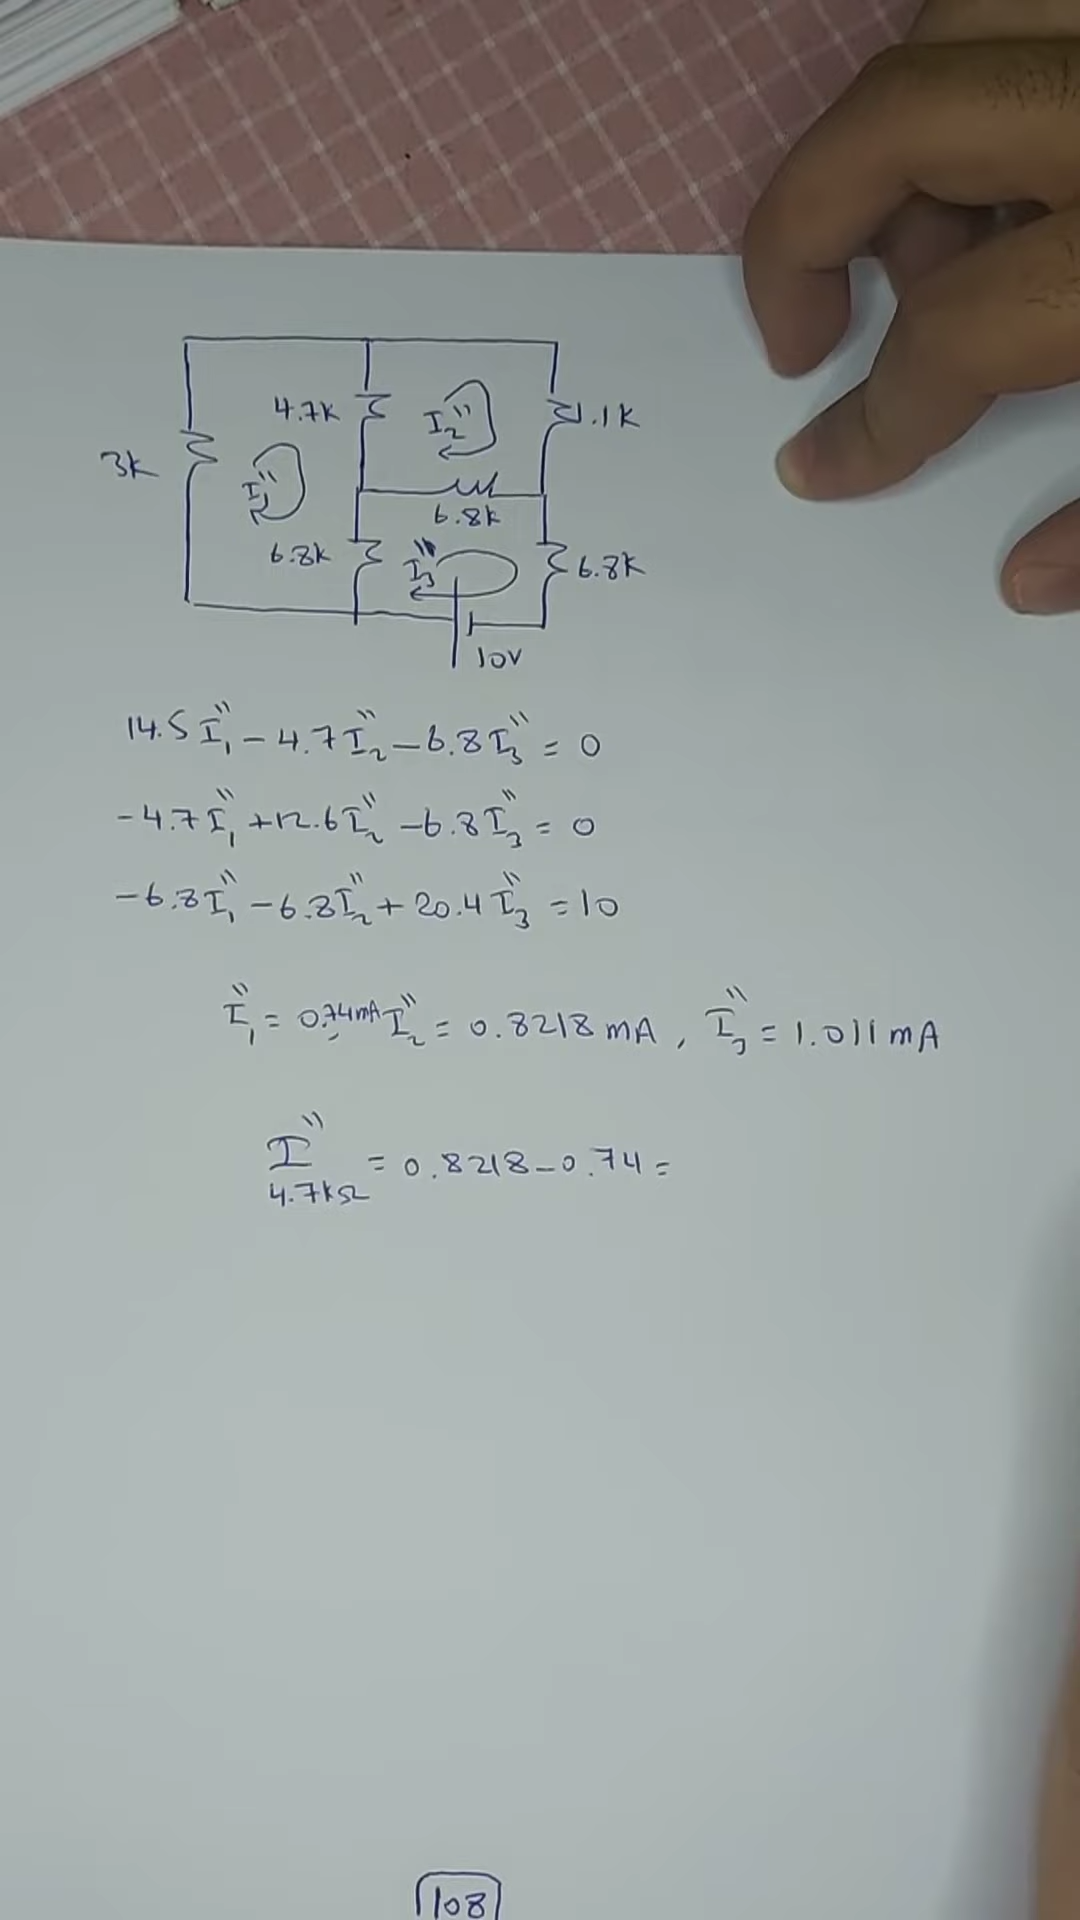 4.7K
I₂"
1.1K
3K
I₁"
6.8K
6.8K
I₃"
6.8K
10V
14.5 I₁" - 4.7 I₂" - 6.8 I₃" = 0
-4.7 I₁" + 12.6 I₂" - 6.8 I₃" = 0
-6.8 I₁" - 6.8 I₂" + 20.4 I₃" = 10
I₁" = 0.74mA I₂" = 0.8218 mA , I₃" = 1.011 mA
I" 4.7KΩ = 0.8218 - 0.74 =
108